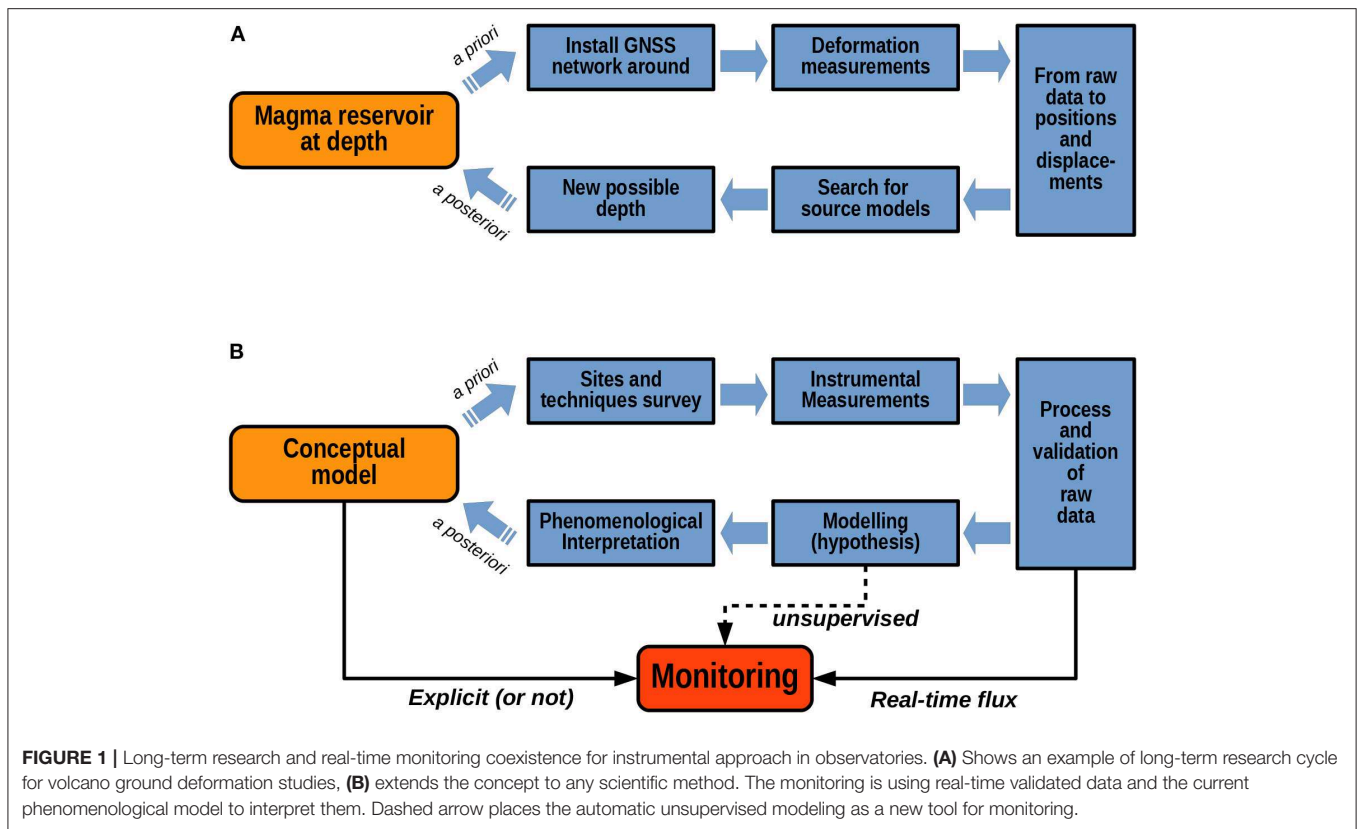 A
a priori
Install GNSS
network around
Deformation
measurements
From raw
data to
positions
and
displace-
ments
Magma reservoir
at depth
a posteriori
New possible
depth
Search for
source models
B
a priori
Sites and
techniques survey
Instrumental
Measurements
Process
and
validation
of
raw
data
Conceptual
model
a posteriori
Phenomenological
Interpretation
Modelling
(hypothesis)
unsupervised
Monitoring
Explicit (or not)
Real-time flux
FIGURE 1 | Long-term research and real-time monitoring coexistence for instrumental approach in observatories. (A) Shows an example of long-term research cycle
for volcano ground deformation studies, (B) extends the concept to any scientific method. The monitoring is using real-time validated data and the current
phenomenological model to interpret them. Dashed arrow places the automatic unsupervised modeling as a new tool for monitoring.